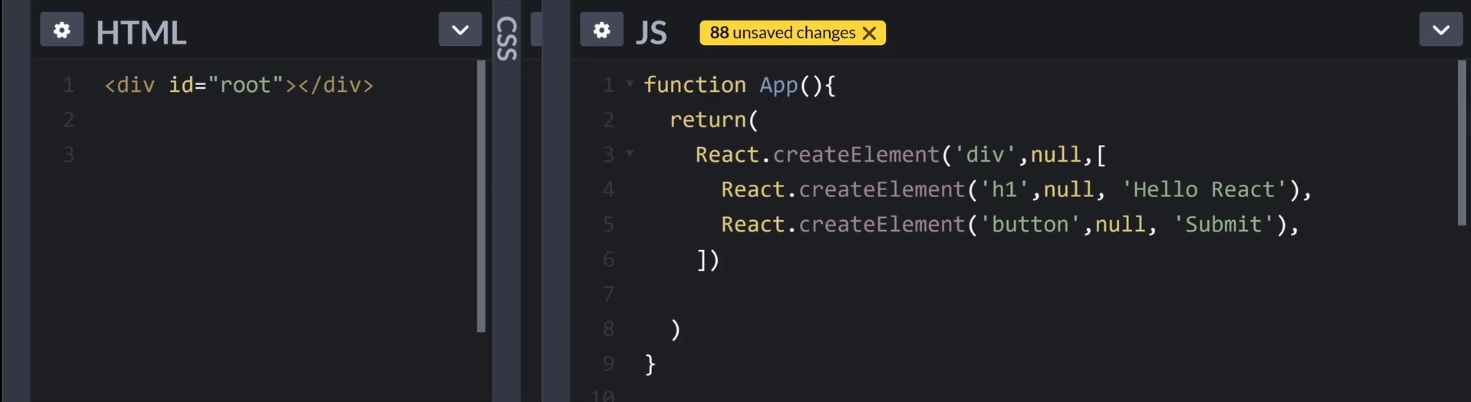 HTML
1 <div id="root"></div>
2
3
CSS
JS 88 unsaved changes X
1 function App(){
2 return(
3 React.createElement('div',null,[
4 React.createElement('h1',null, 'Hello React'),
5 React.createElement('button',null, 'Submit'),
6 ])
7
8 )
9 }
10